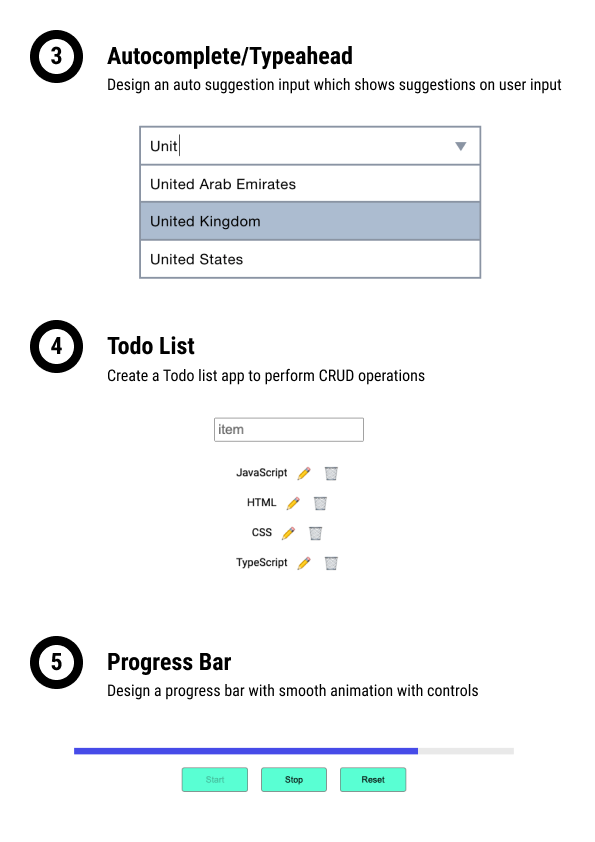 3
Autocomplete/Typeahead
Design an auto suggestion input which shows suggestions on user input
Unit
United Arab Emirates
United Kingdom
United States
4
Todo List
Create a Todo list app to perform CRUD operations
item
JavaScript
HTML
CSS
TypeScript
5
Progress Bar
Design a progress bar with smooth animation with controls
Start Stop Reset